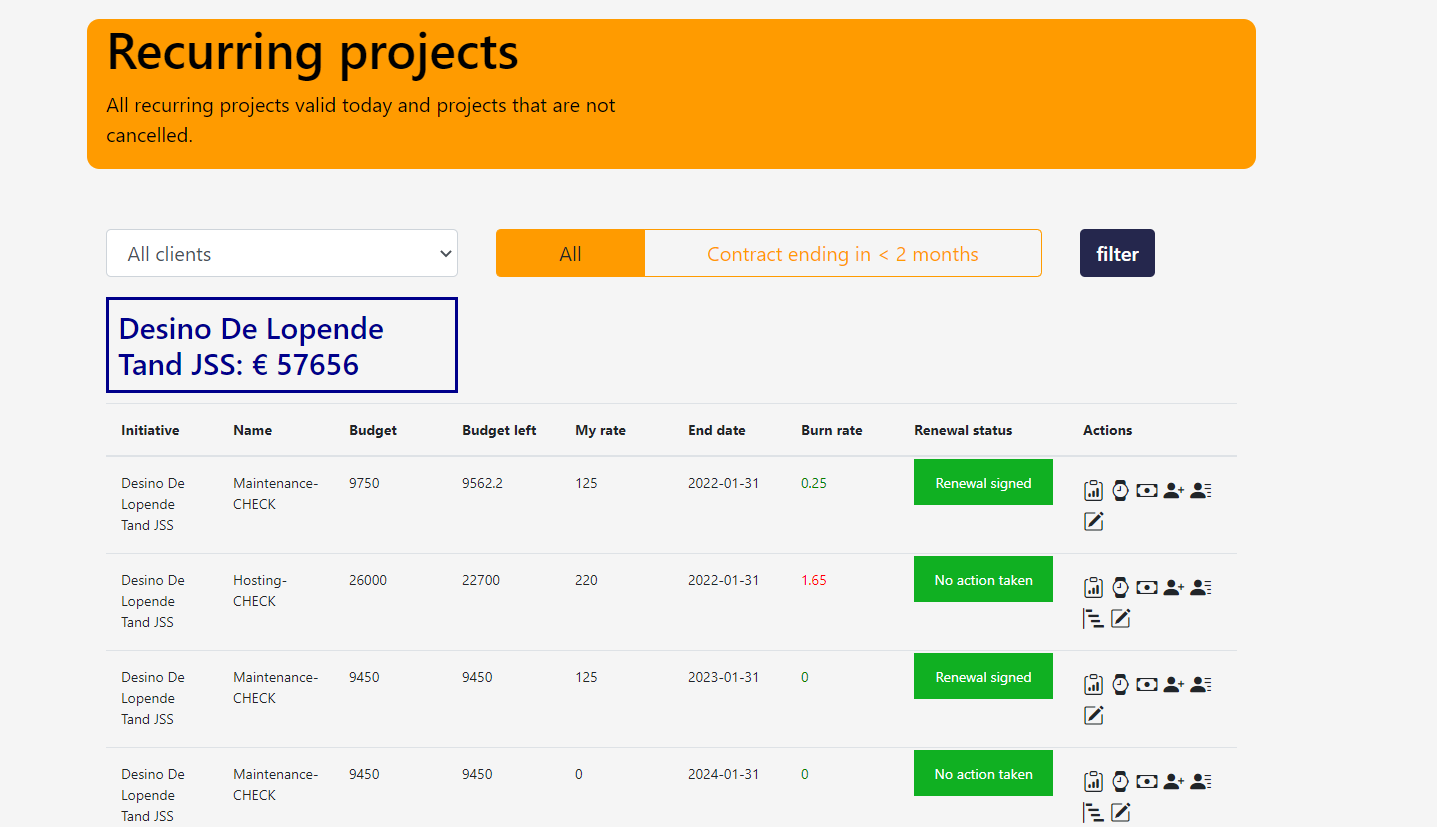 Recurring projects
All recurring projects valid today and projects that are not
cancelled.
All clients
All
Contract ending in < 2 months
filter
Desino De Lopende
Tand JSS: € 57656
Initiative Name Budget Budget left My rate End date Burn rate Renewal status Actions
Desino De Maintenance- 9750 9562.2 125 2022-01-31 0.25 Renewal signed
Lopende CHECK
Tand JSS
Desino De Hosting- 26000 22700 220 2022-01-31 1.65 No action taken
Lopende CHECK
Tand JSS
Desino De Maintenance- 9450 9450 125 2023-01-31 0 Renewal signed
Lopende CHECK
Tand JSS
Desino De Maintenance- 9450 9450 0 2024-01-31 0 No action taken
Lopende CHECK
Tand JSS